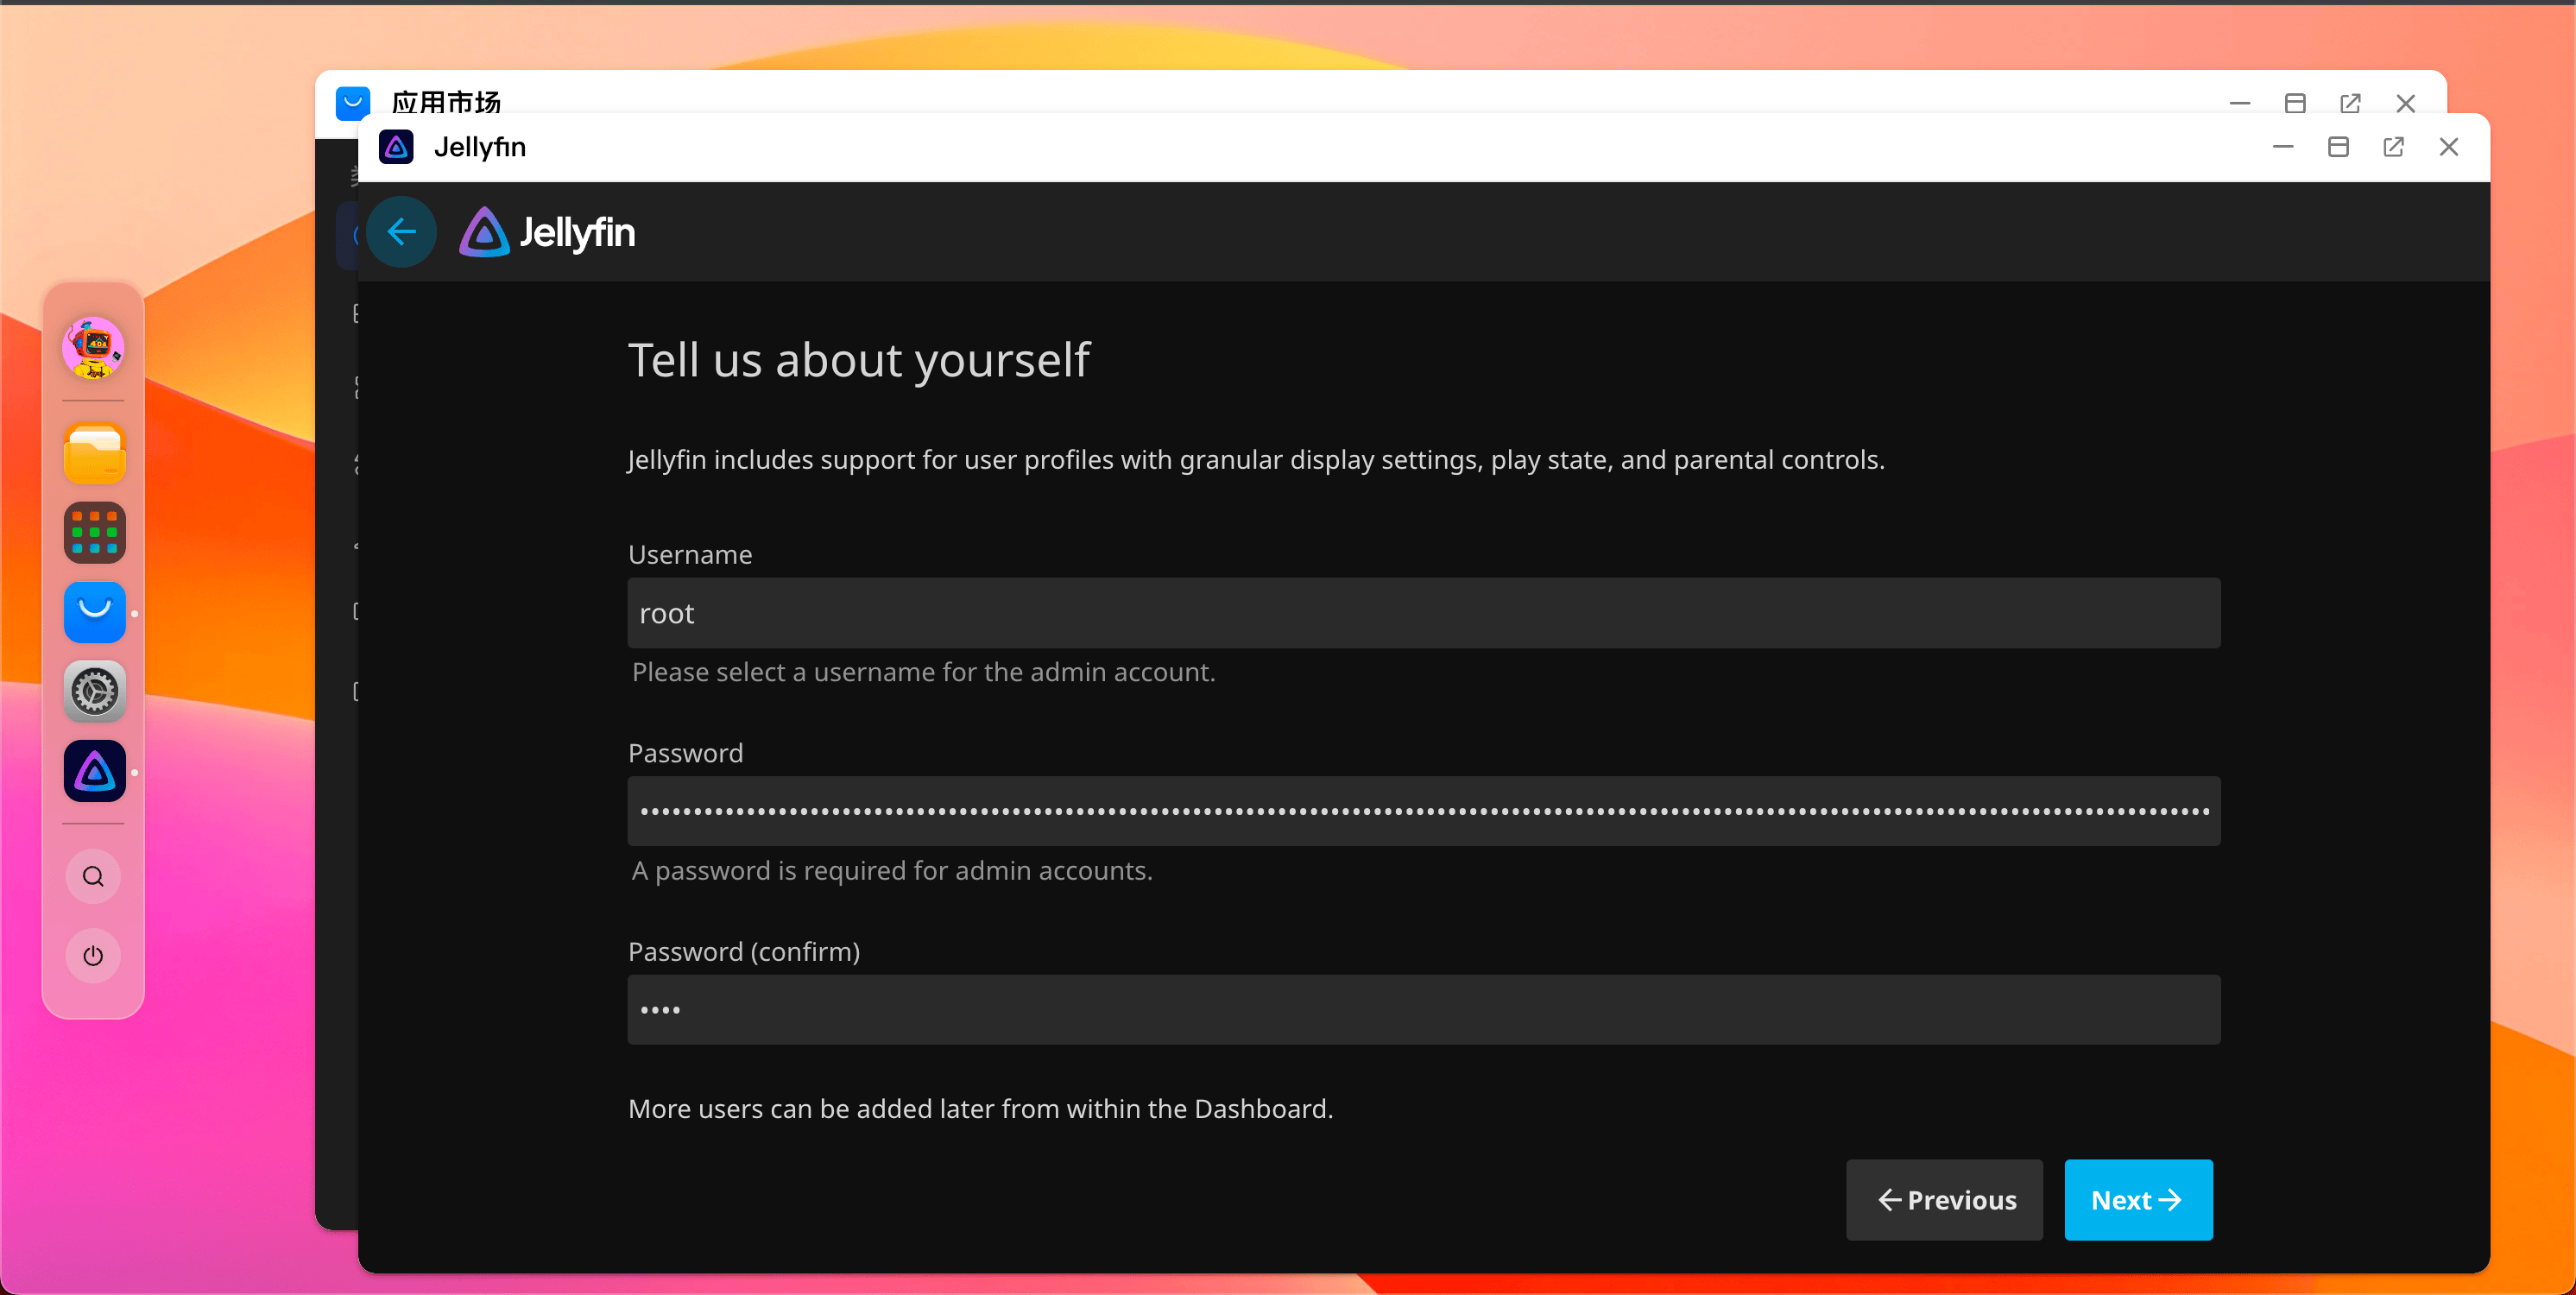 应用市场
Jellyfin
Jellyfin
Tell us about yourself
Jellyfin includes support for user profiles with granular display settings, play state, and parental controls.
Username
root
Please select a username for the admin account.
Password
A password is required for admin accounts.
Password (confirm)
••••
More users can be added later from within the Dashboard.
Previous
Next